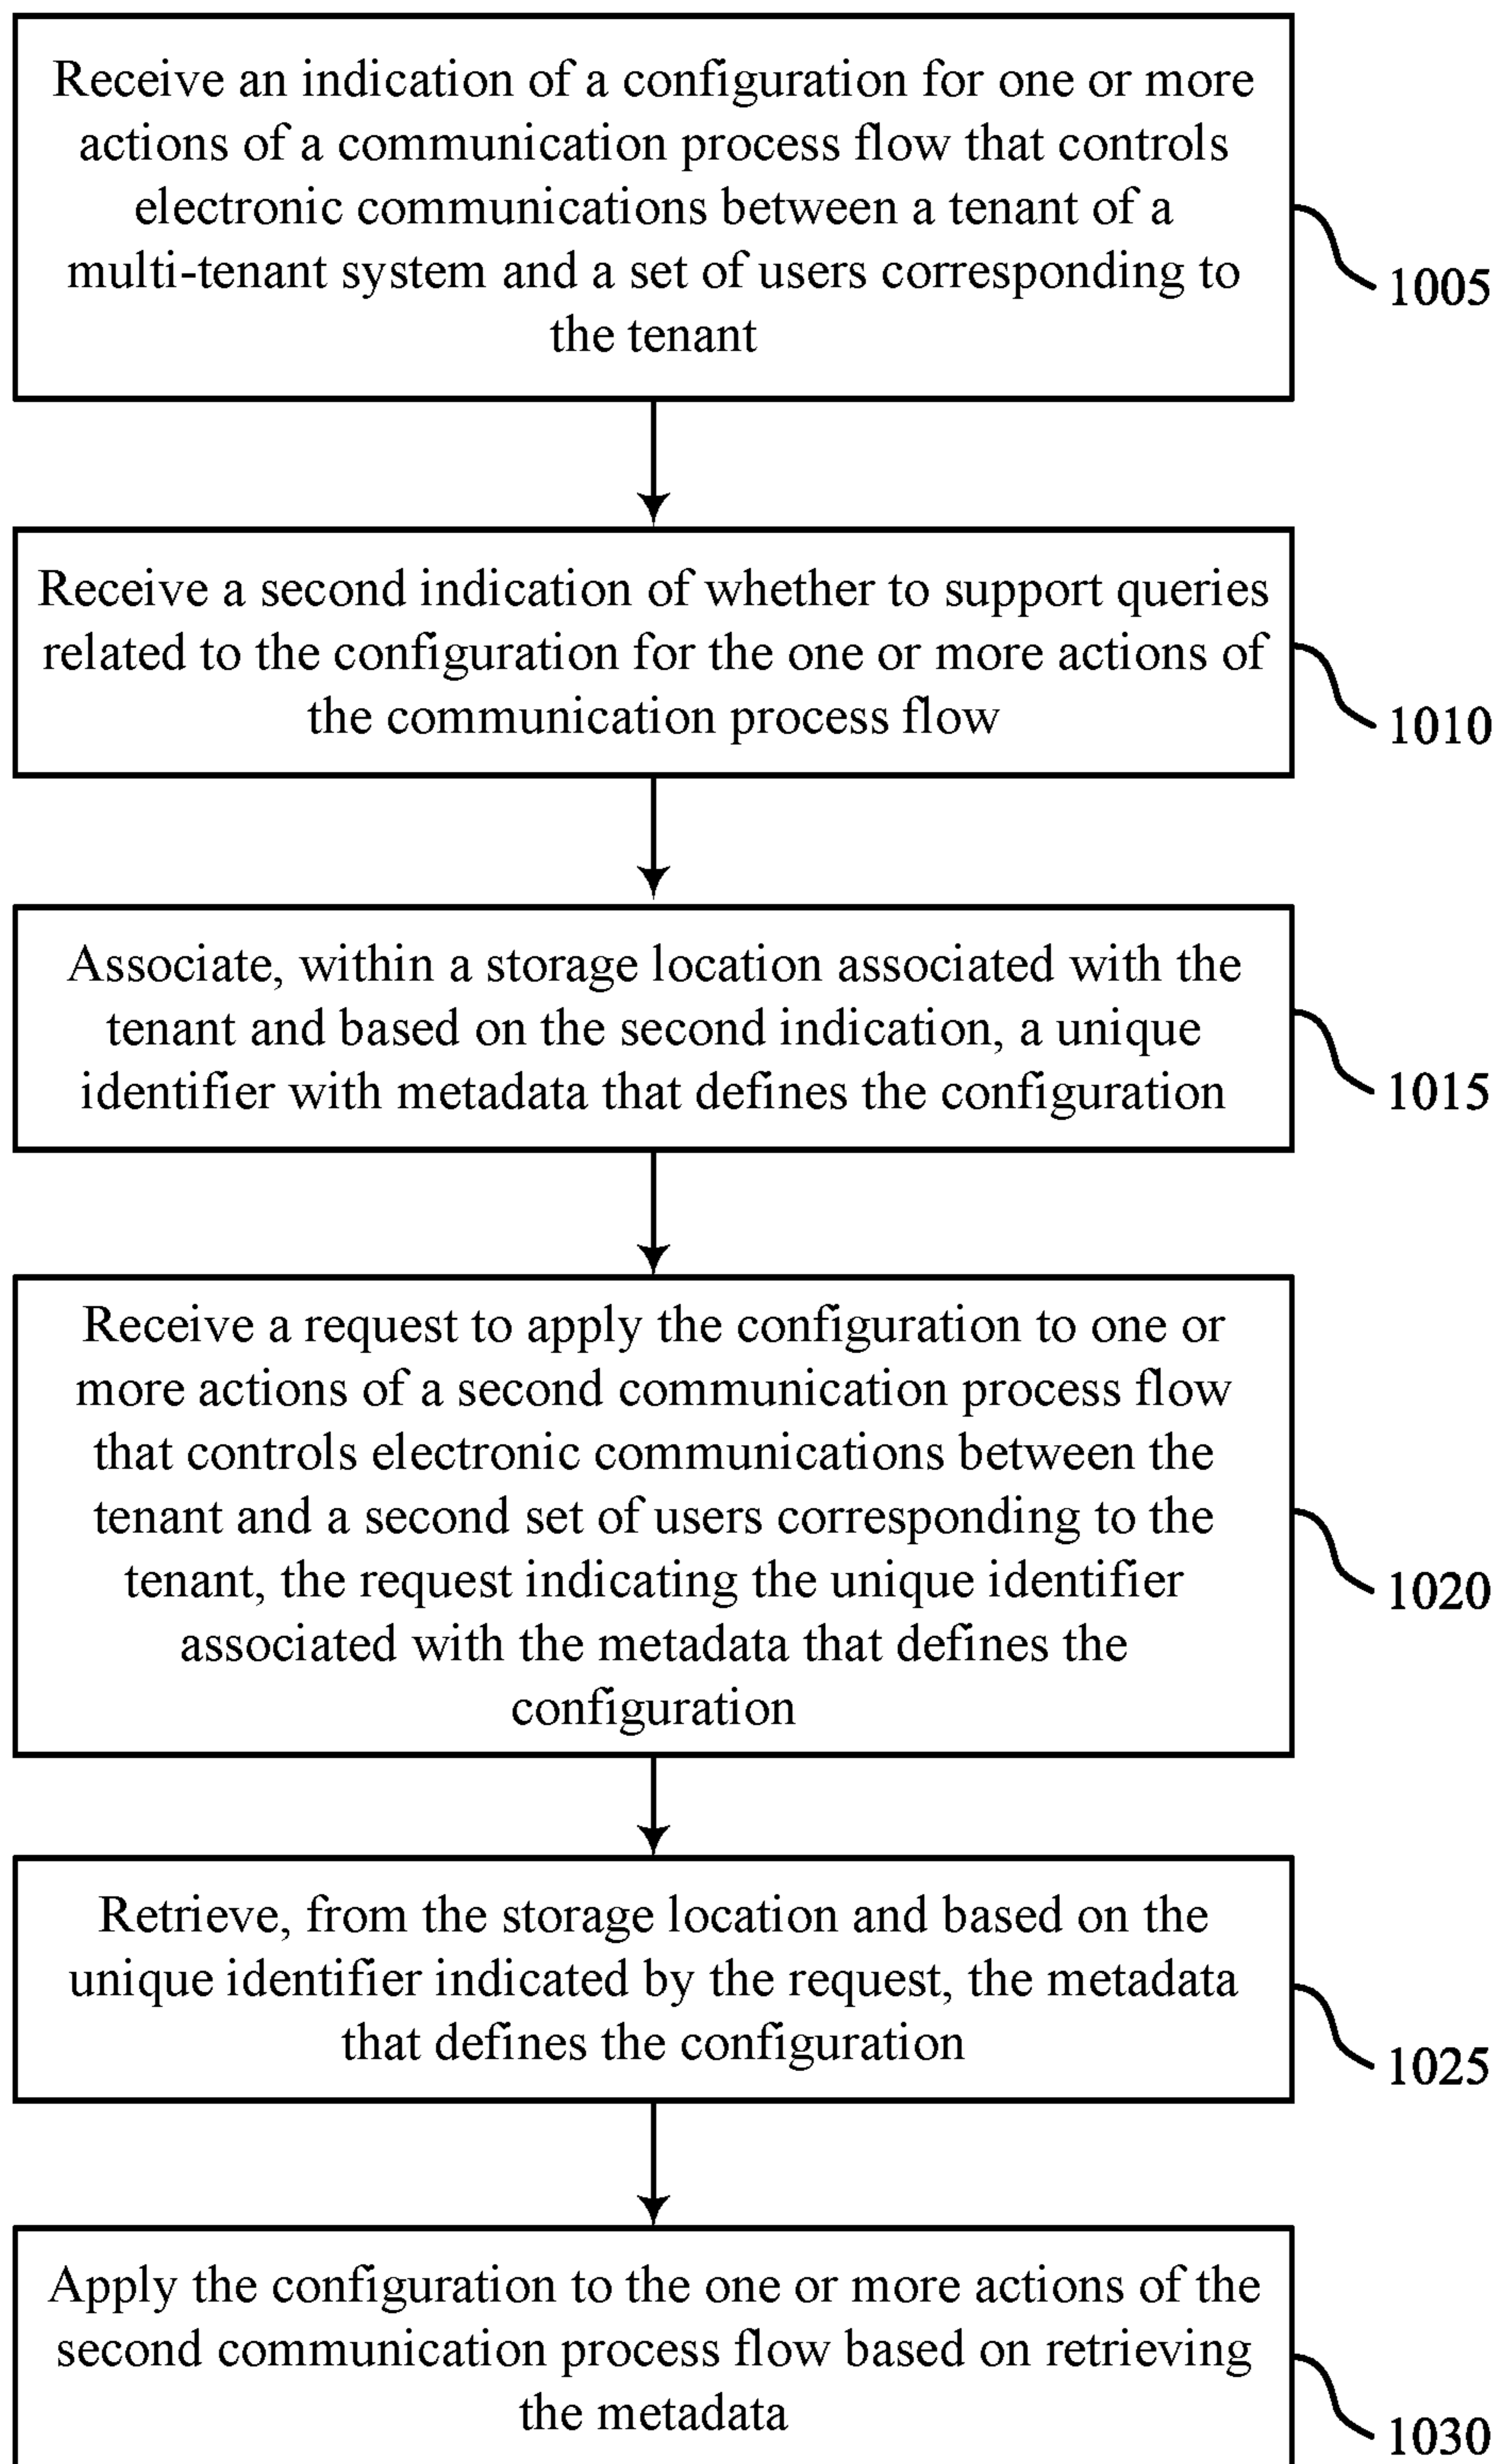 Receive an indication of a configuration for one or more
actions of a communication process flow that controls
electronic communications between a tenant of a
multi-tenant system and a set of users corresponding to
the tenant
1005
Receive a second indication of whether to support queries
related to the configuration for the one or more actions of
the communication process flow
1010
Associate, within a storage location associated with the
tenant and based on the second indication, a unique
identifier with metadata that defines the configuration
1015
Receive a request to apply the configuration to one or
more actions of a second communication process flow
that controls electronic communications between the
tenant and a second set of users corresponding to the
tenant, the request indicating the unique identifier
associated with the metadata that defines the
configuration
1020
Retrieve, from the storage location and based on the
unique identifier indicated by the request, the metadata
that defines the configuration
1025
Apply the configuration to the one or more actions of the
second communication process flow based on retrieving
the metadata
1030